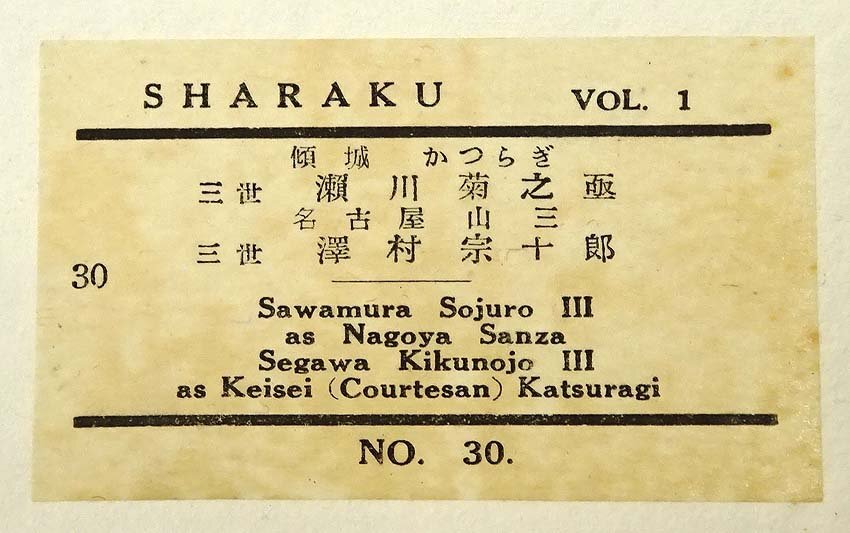 SHARAKU VOL. 1
傾城 かつらぎ
三世 瀨川菊之亟
名古屋山三
三世 澤村宗十郎
30
Sawamura Sojuro III
as Nagoya Sanza
Segawa Kikunojo III
as Keisei (Courtesan) Katsuragi
NO. 30.